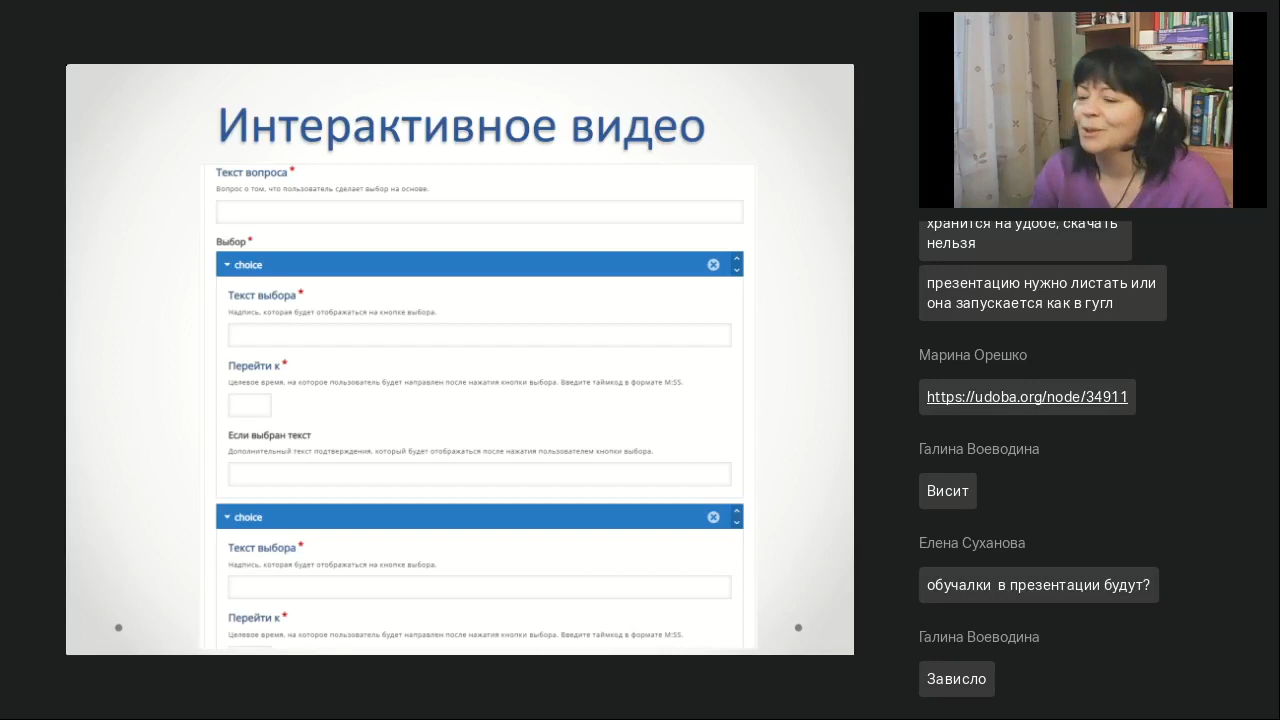 Интерактивное видео
Текст вопроса *
Вопрос о том, что пользователь сделает выбор на основе.
Выбор *
choice
Текст выбора *
Надпись, которая будет отображаться на кнопке выбора.
Перейти к *
Целевое время, на которое пользователь будет направлен после нажатия кнопки выбора. Введите таймкод в формате M:SS.
Если выбран текст
Дополнительный текст подтверждения, который будет отображаться после нажатия пользователем кнопки выбора.
choice
Текст выбора *
Надпись, которая будет отображаться на кнопке выбора.
Перейти к *
Целевое время, на которое пользователь будет направлен после нажатия кнопки выбора. Введите таймкод в формате M:SS.
хранится на удобе, скачать
нельзя
презентацию нужно листать или
она запускается как в гугл
Марина Орешко
https://udoba.org/node/34911
Галина Воеводина
Висит
Елена Суханова
обучалки в презентации будут?
Галина Воеводина
Зависло